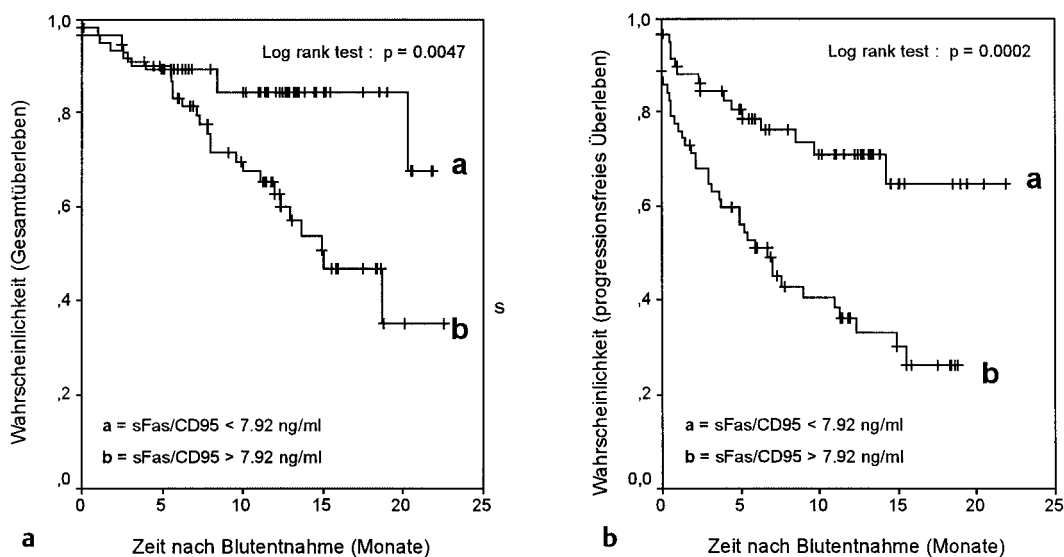 1,0
Log rank test : p = 0.0047
,8
a
,6
,4
b
,2
a = sFas/CD95 < 7.92 ng/ml
b = sFas/CD95 > 7.92 ng/ml
,0
0 5 10 15 20 25
Wahrscheinlichkeit (Gesamtüberleben)
a Zeit nach Blutentnahme (Monate)
s
1,0
Log rank test : p = 0.0002
,8
a
,6
,4
b
,2
a = sFas/CD95 < 7.92 ng/ml
b = sFas/CD95 > 7.92 ng/ml
0,0
0 5 10 15 20 25
Wahrscheinlichkeit (progressionsfreies Überleben)
b Zeit nach Blutentnahme (Monate)